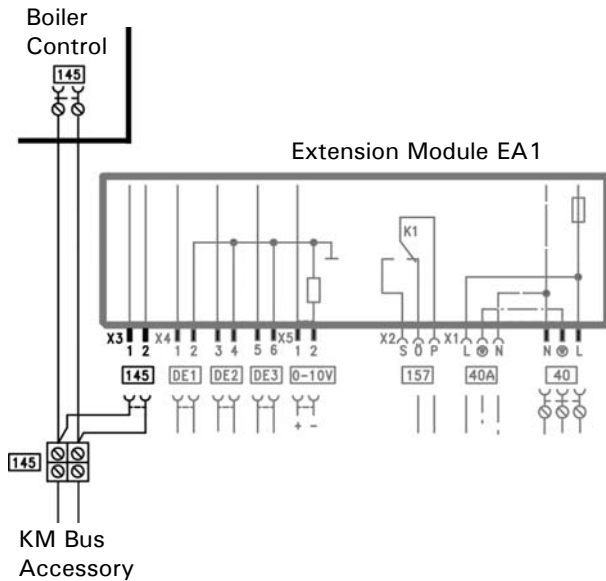 Boiler
Control
145
Extension Module EA1
K1
X3 X4 X5 X2 X1
1 2 1 2 3 4 5 6 1 2 S Ö P L N N L
145 DE1 DE2 DE3 0-10V 157 40A 40
+ -
145
KM Bus
Accessory